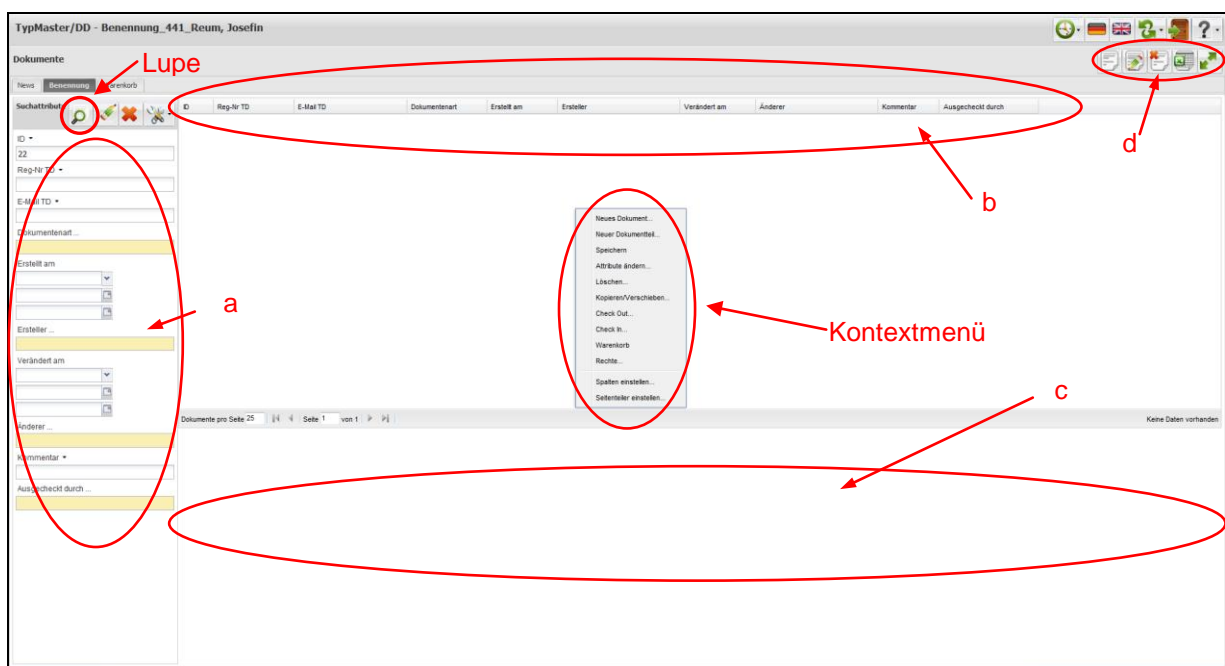 TypMaster/DD - Benennung_441_Reum, Josefin
?
Dokumente
Lupe
News Benennung arenkorb
Suchattribut
ID Reg-Nr TD E-Mail TD Dokumentenart Erstellt am Ersteller Verändert am Änderer Kommentar Ausgecheckt durch
d
b
ID
22
Reg-Nr TD
E-Mail TD
Dokumentenart ...
Erstellt am
Ersteller ...
Verändert am
Änderer ...
Kommentar
Ausgecheckt durch ...
a
Neues Dokument...
Neuer Dokumentteil...
Speichern
Attribute ändern...
Löschen...
Kopieren/Verschieben...
Check Out...
Check In...
Warenkorb
Rechte...
Spalten einstellen...
Seitenteiler einstellen...
Kontextmenü
c
Dokumente pro Seite 25 Seite 1 von 1 Keine Daten vorhanden